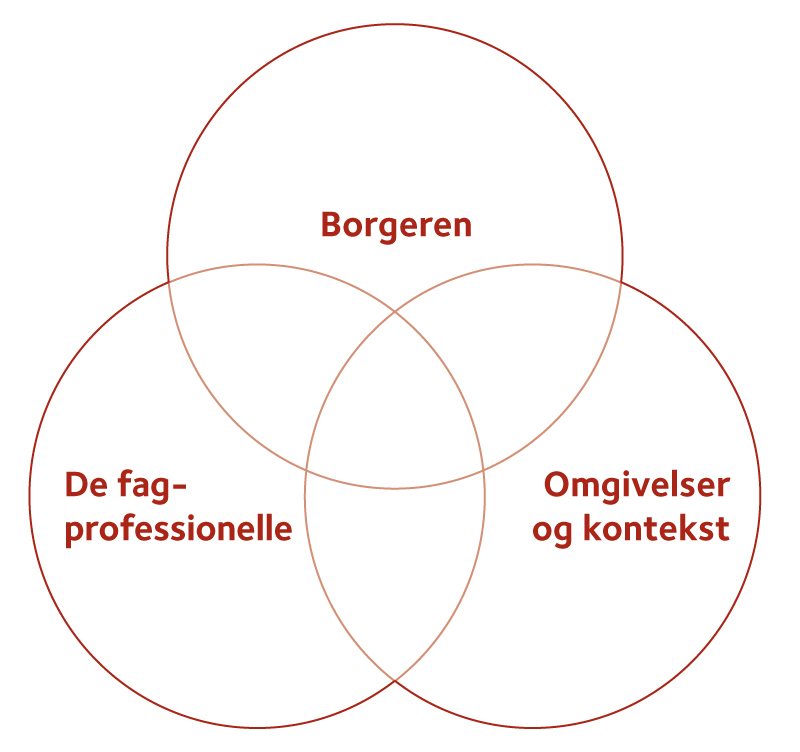 Borgeren
De fag-
professionelle
Omgivelser
og kontekst